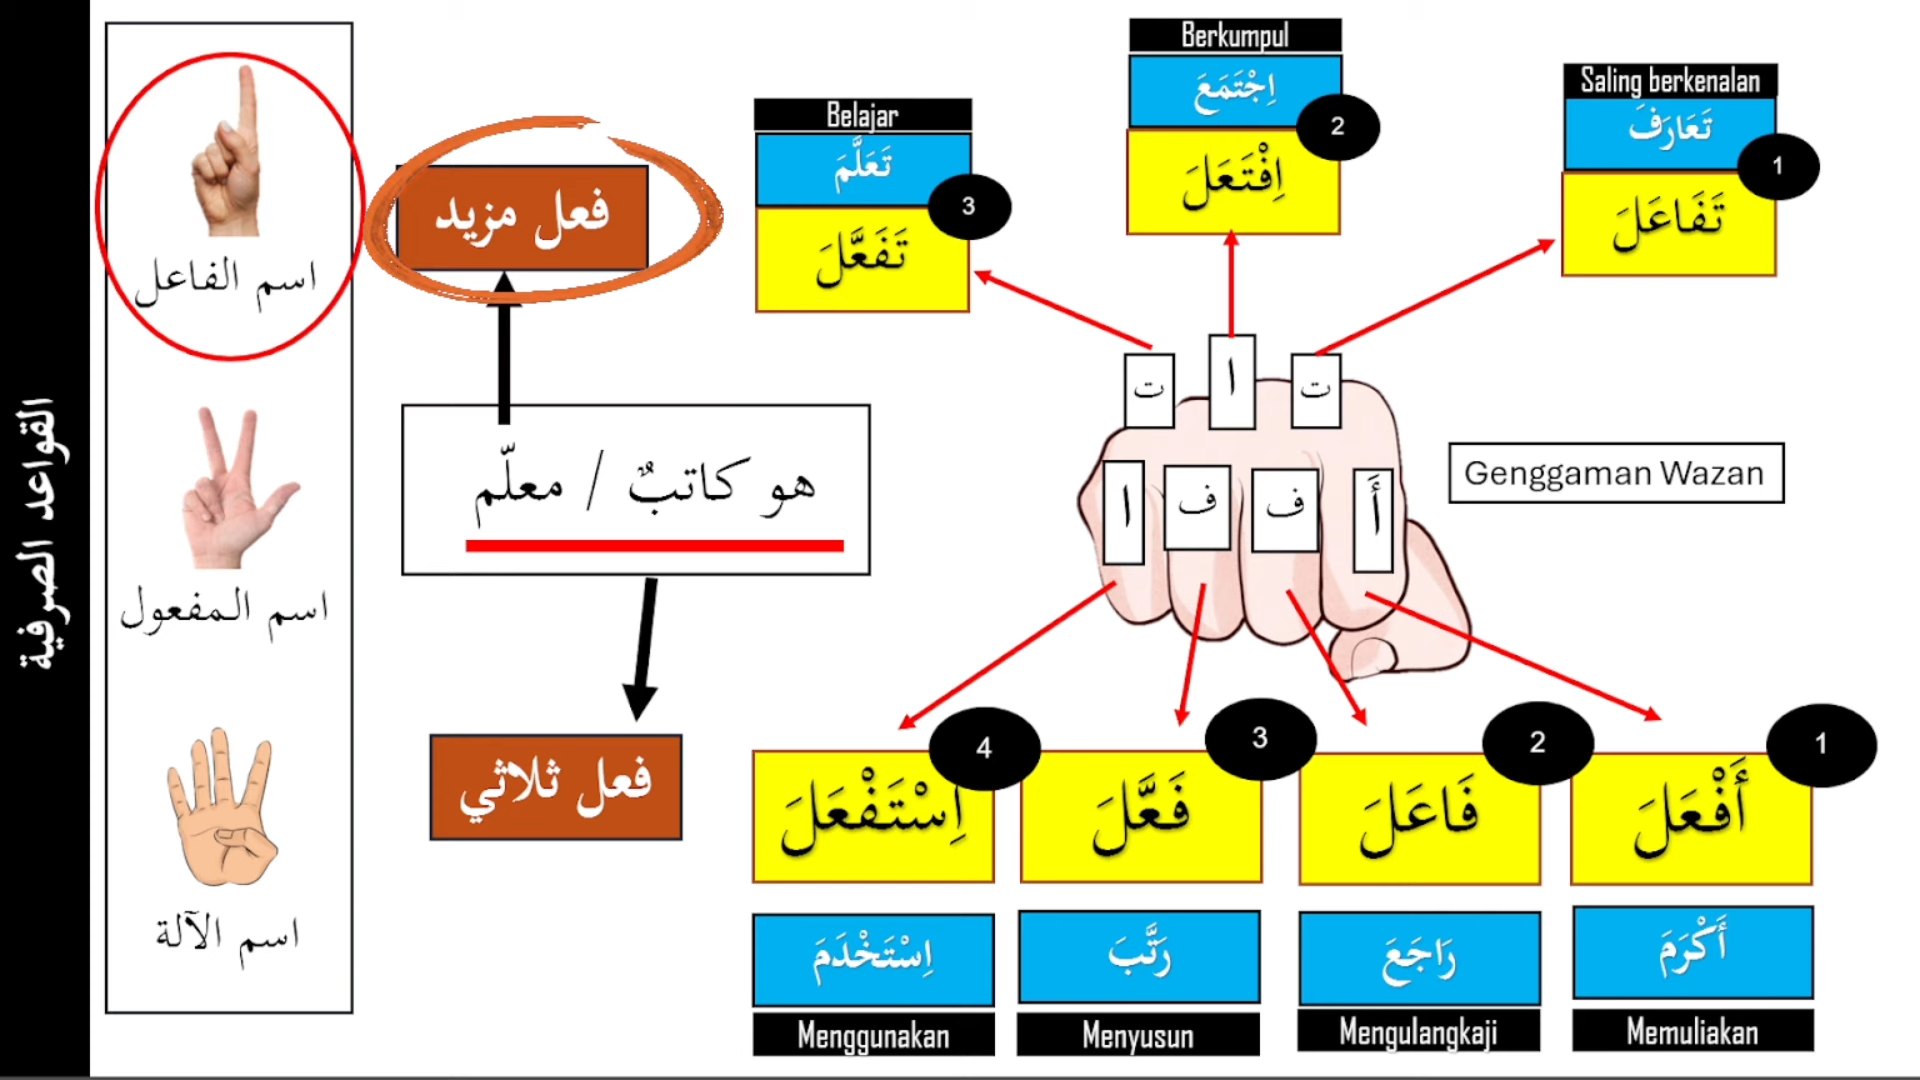 القواعد الصرفية
اسم الفاعل
اسم المفعول
اسم الآلة
فعل مزيد
هو كاتبٌ / معلّم
فعل ثلاثي
Belajar
تَعَلَّمَ
3
تَفَعَّلَ
Berkumpul
اِجْتَمَعَ
2
اِفْتَعَلَ
Saling berkenalan
تَعَارَفَ
1
تَفَاعَلَ
ت
ا
ت
ا
ف
ف
أَ
Genggaman Wazan
4
اِسْتَفْعَلَ
اِسْتَخْدَمَ
Menggunakan
3
فَعَّلَ
رَتَّبَ
Menyusun
2
فَاعَلَ
رَاجَعَ
Mengulangkaji
1
أَفْعَلَ
أَكْرَمَ
Memuliakan